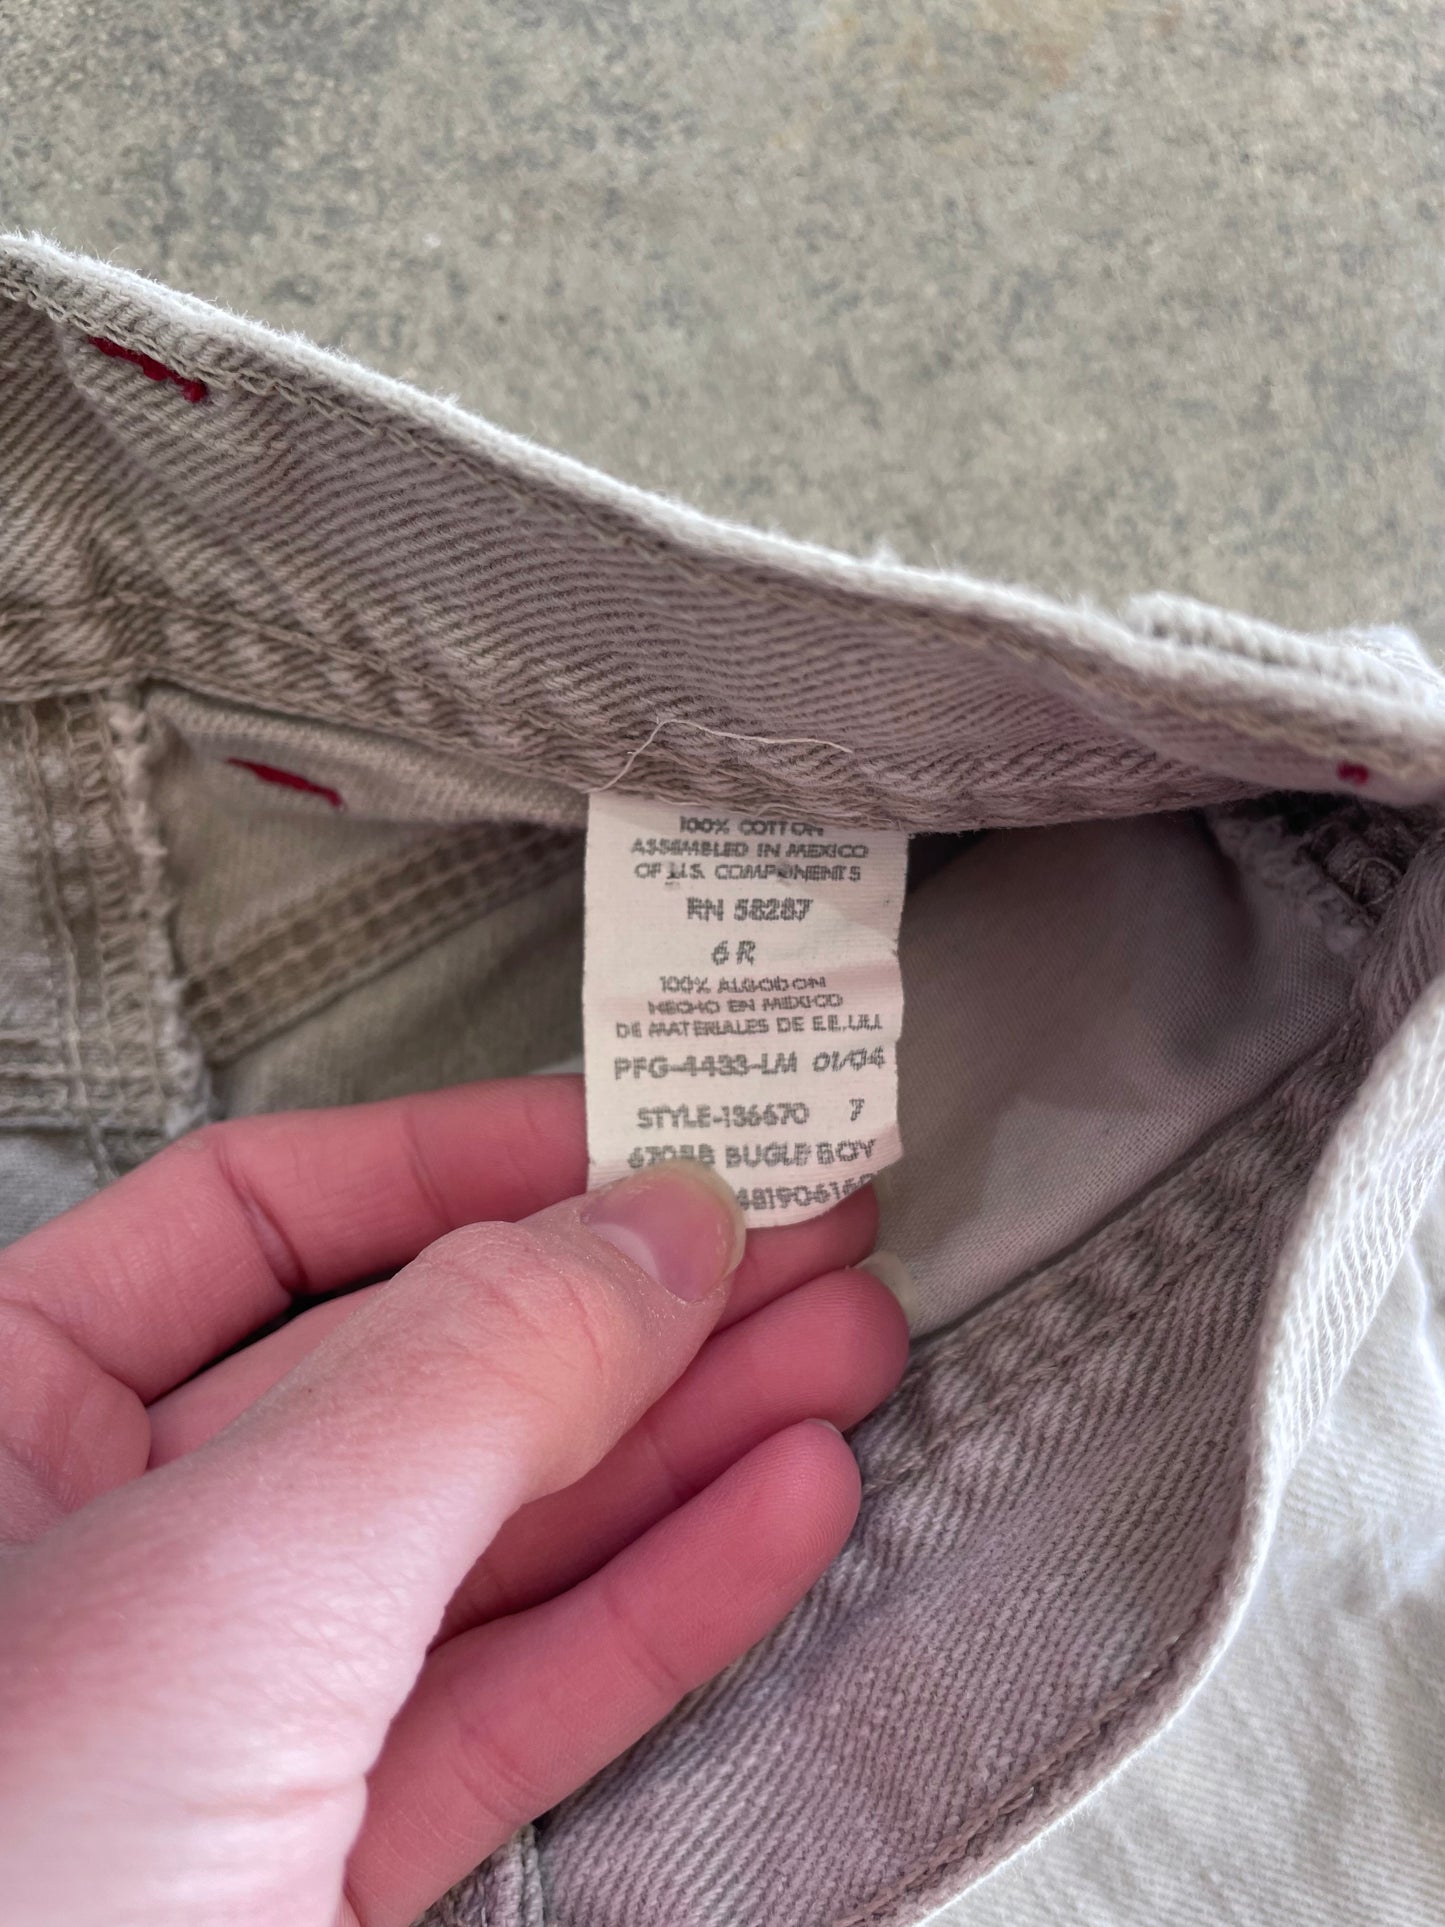 100% COTTON
ASSEMBLED IN MEXICO
OF U.S. COMPONENTS
RN 58287
6 R
100% ALGODON
HECHO EN MEXICO
DE MATERIALES DE E.E.U.U.
PFG-4433-LM 01/04
STYLE-136670 7
670BB BUGLE BOY